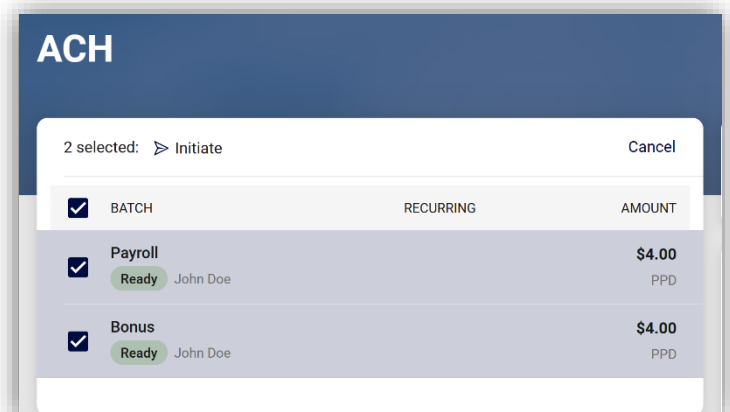 ACH
2 selected: Initiate Cancel
BATCH RECURRING AMOUNT
Payroll $4.00
Ready John Doe PPD
Bonus $4.00
Ready John Doe PPD